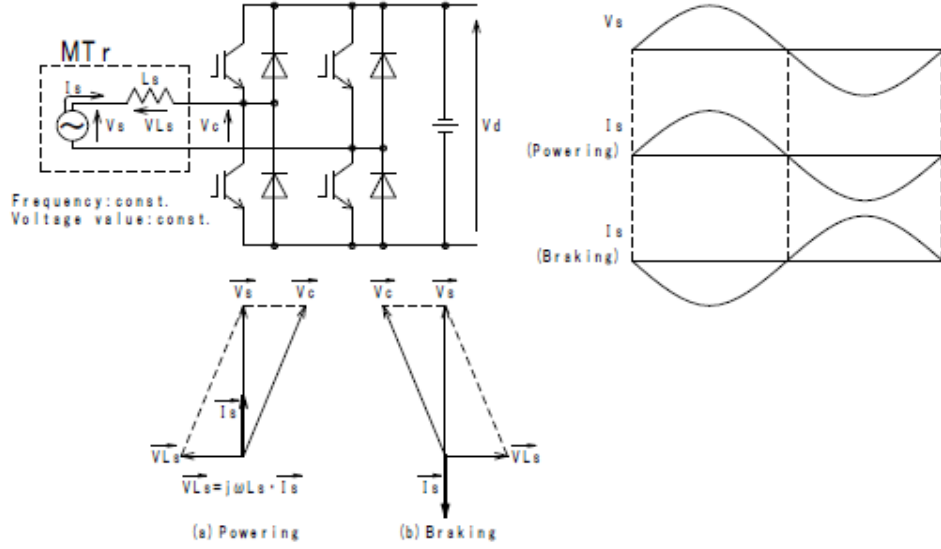 MTr
Is
Ls
Vs
VLs
Vc
Vd
Frequency:const.
Voltage value:const.
Vs
Is
(Powering)
Is
(Braking)
Vs
Vc
Is
VLs
VLs=jωLs·Is
(a)Powering
Vc
Vs
VLs
Is
(b)Braking